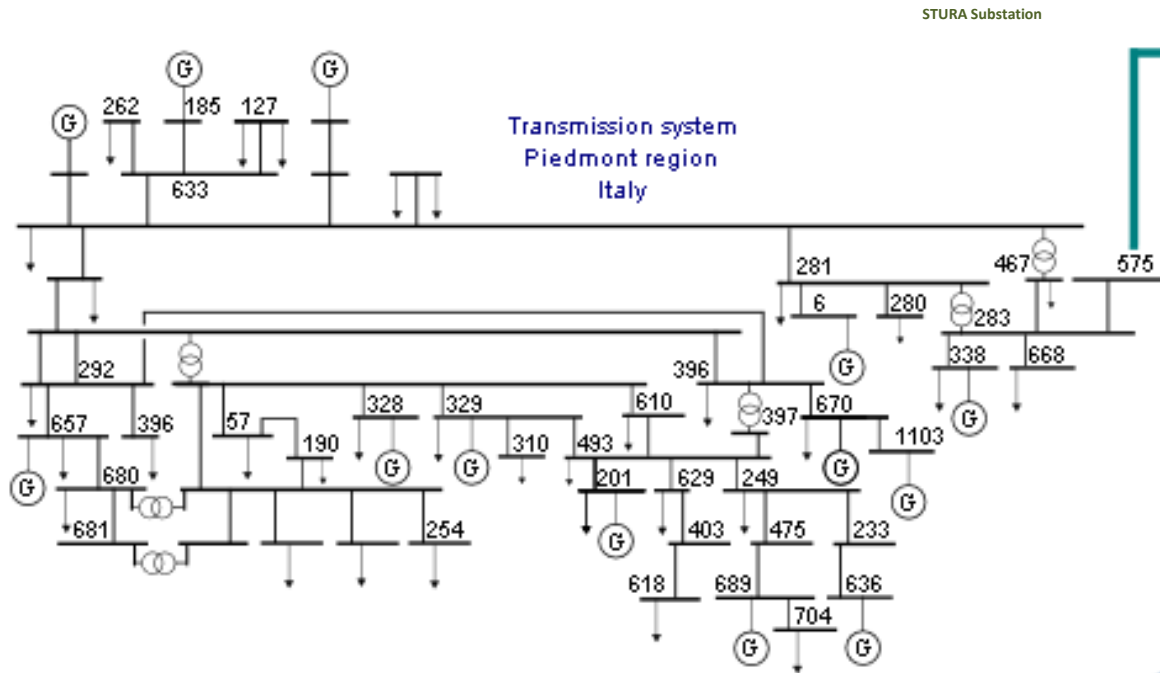 STURA Substation
G
G
G
262
185
127
Transmission system
Piedmont region
Italy
633
281
467
575
6
280
283
292
396
338
668
G
G
657
396
57
190
328
329
310
493
610
397
670
1103
G
G
G
G
G
680
201
629
249
681
254
G
403
475
233
618
689
636
704
G
G